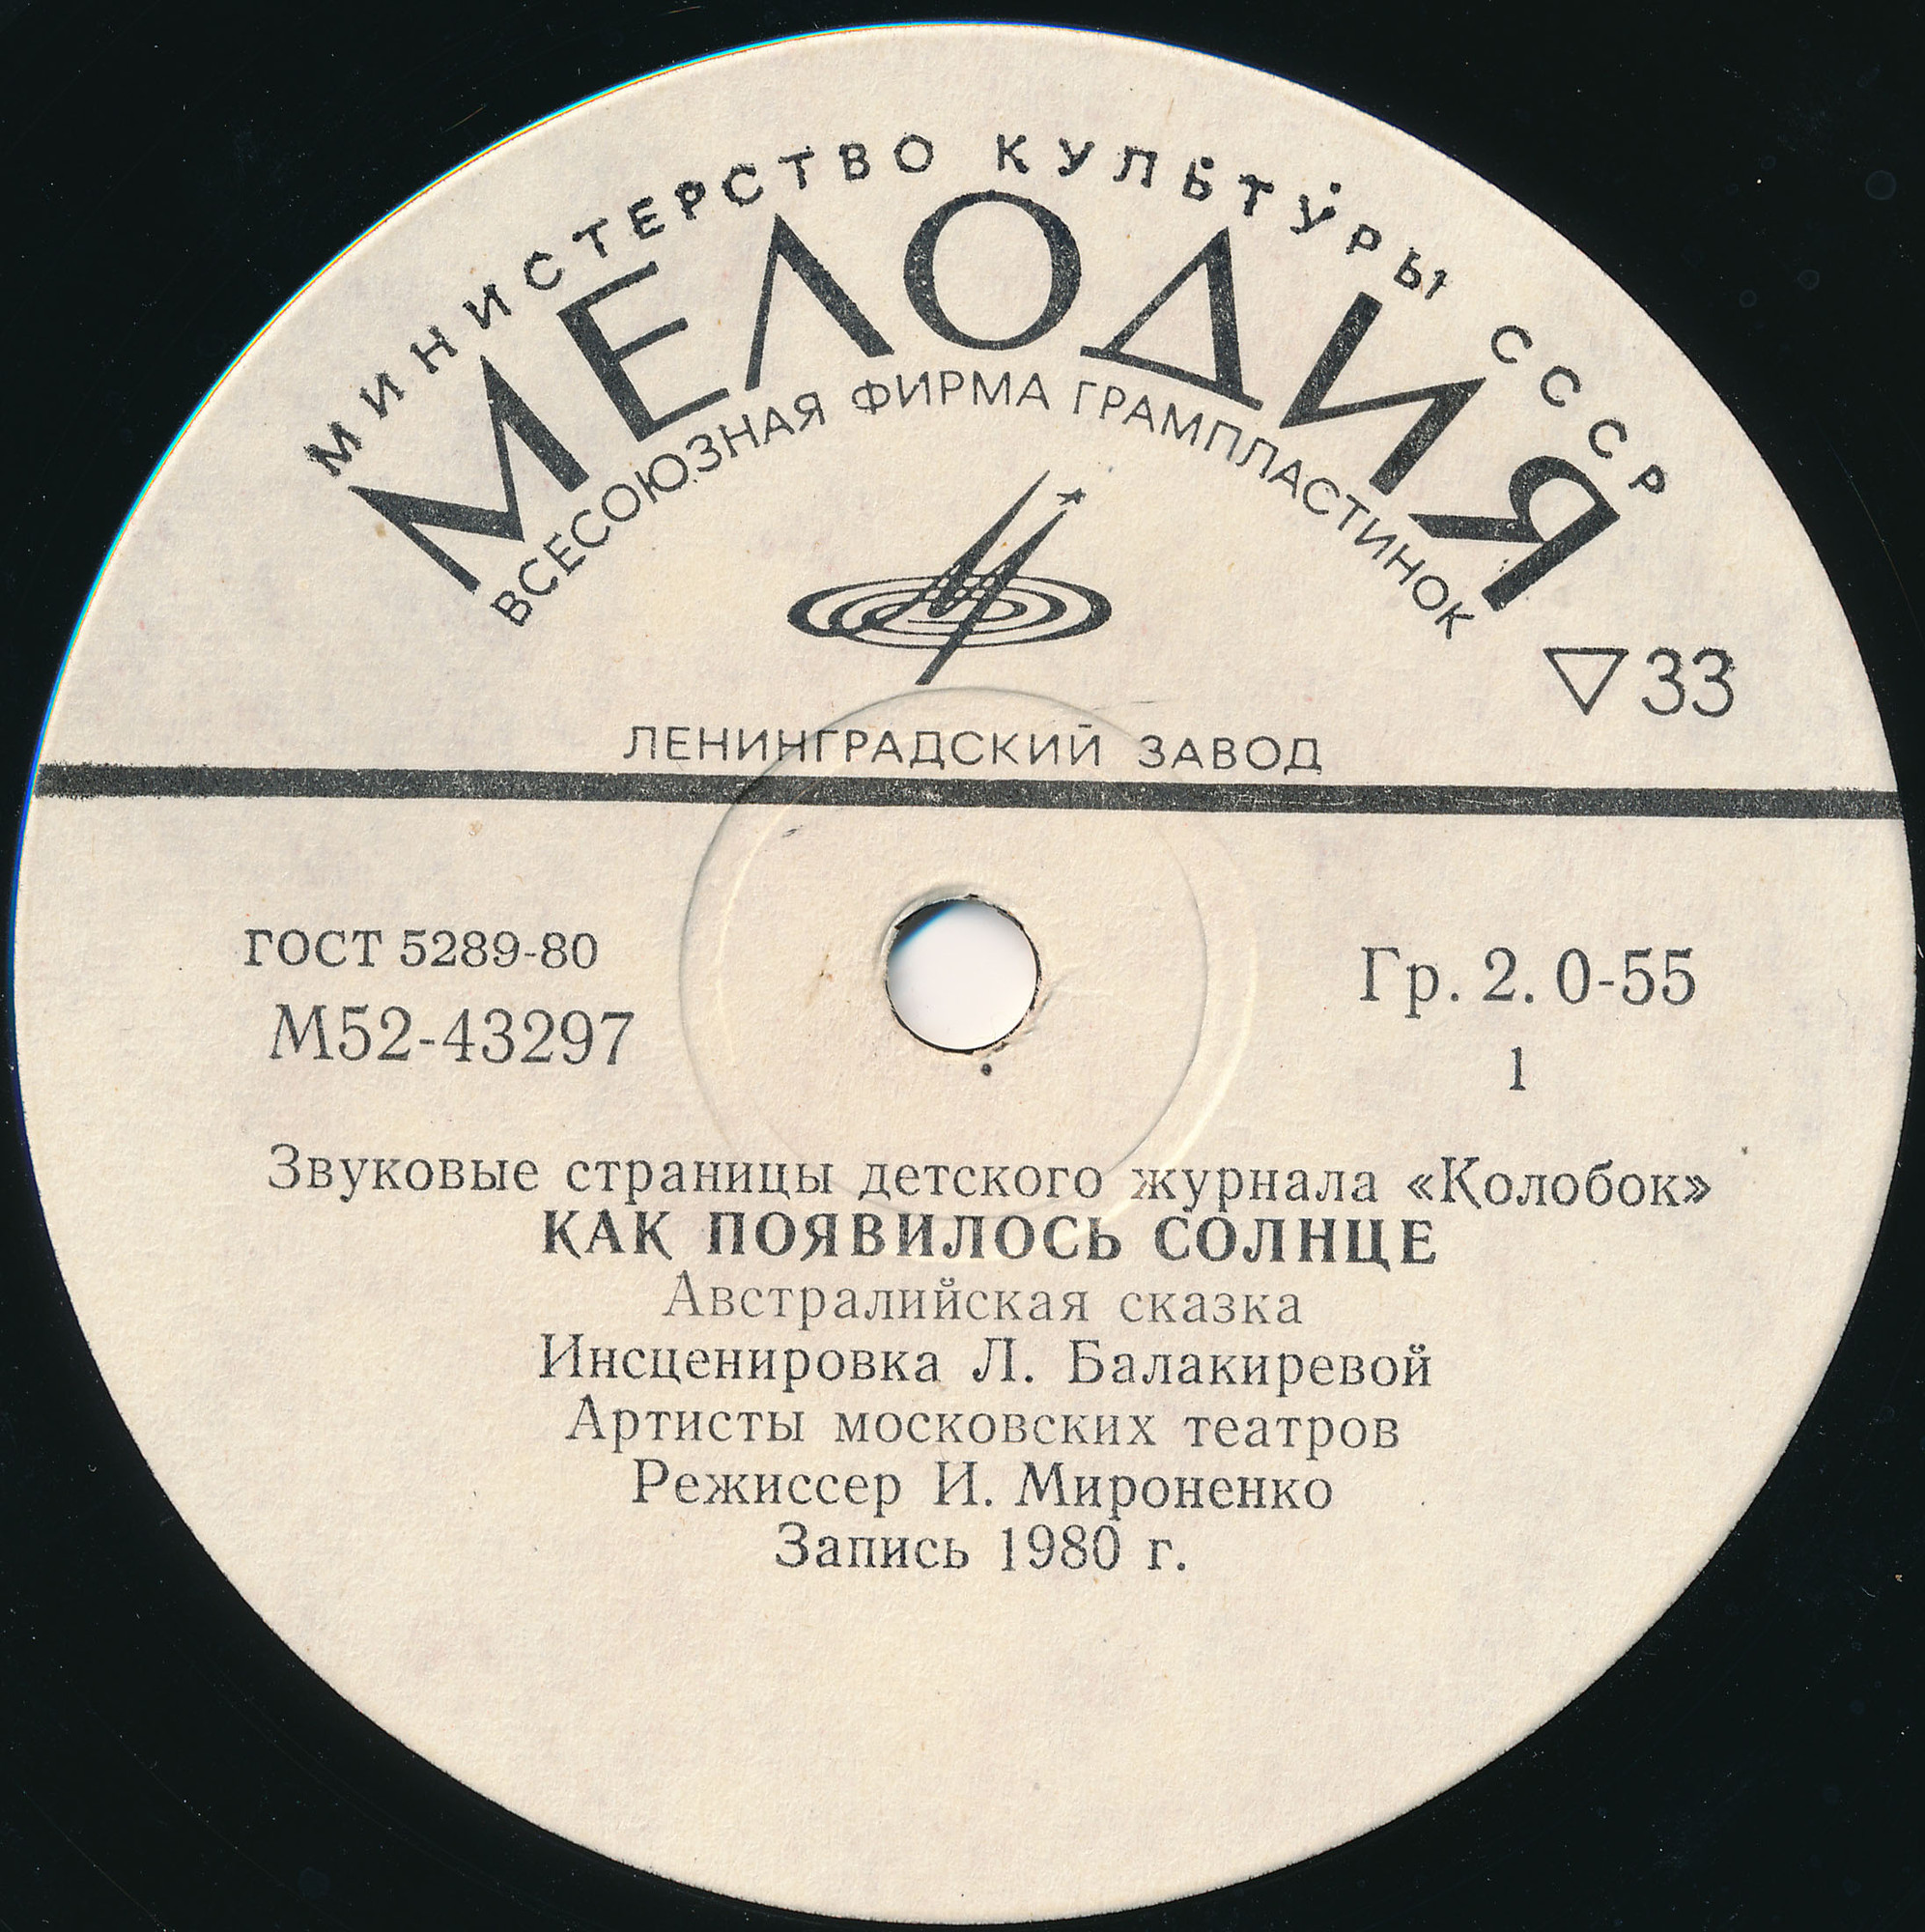 МИНИСТЕРСТВО КУЛЬТУРЫ СССР
МЕЛОДИЯ
ВСЕСОЮЗНАЯ ФИРМА ГРАМПЛАСТИНОК
▽33
ЛЕНИНГРАДСКИЙ ЗАВОД
ГОСТ 5289-80
М52-43297
Гр. 2. 0-55
1
Звуковые страницы детского журнала «Колобок»
КАК ПОЯВИЛОСЬ СОЛНЦЕ
Австралийская сказка
Инсценировка Л. Балакиревой
Артисты московских театров
Режиссер И. Мироненко
Запись 1980 г.